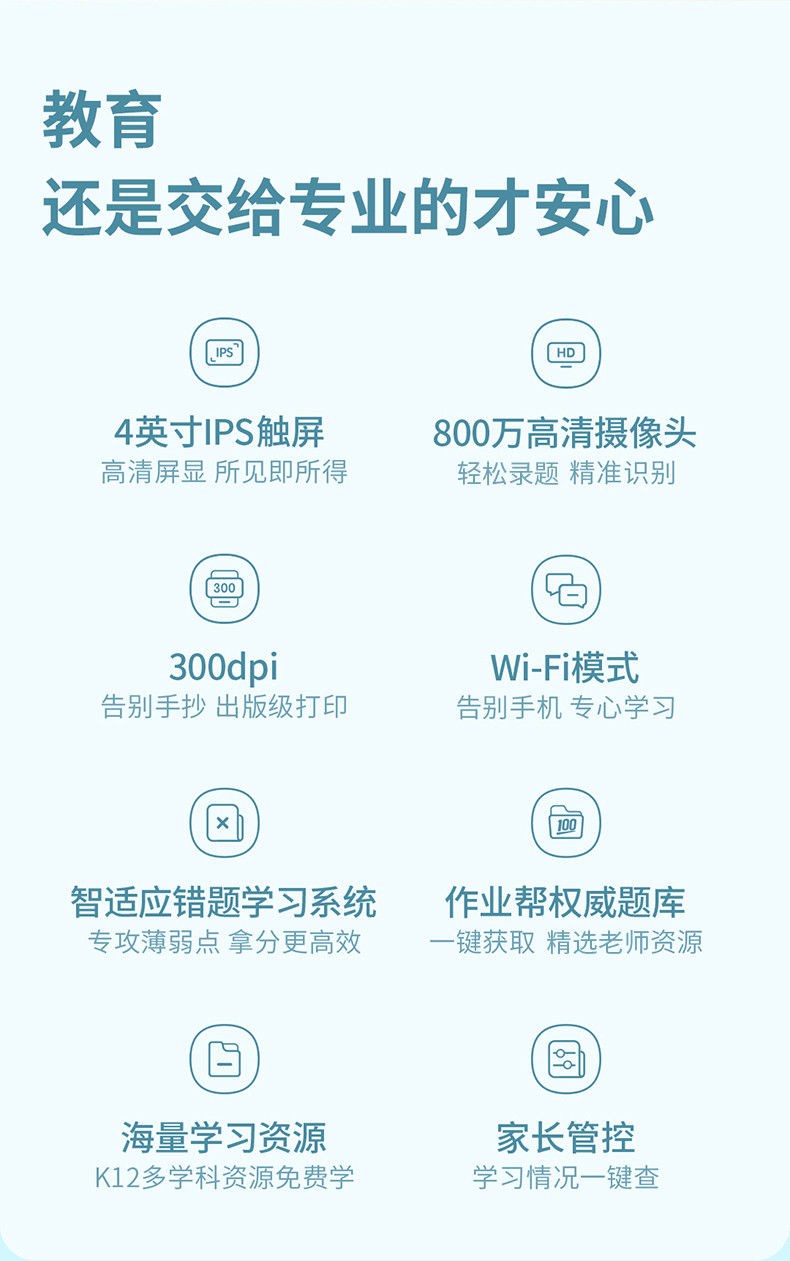 教育
还是交给专业的才安心
IPS
HD
4英寸IPS触屏
800万高清摄像头
高清屏显 所见即所得
轻松录题 精准识别
300
300dpi
Wi-Fi模式
告别手抄 出版级打印
告别手机 专心学习
100
智适应错题学习系统
作业帮权威题库
专攻薄弱点 拿分更高效
一键获取 精选老师资源
海量学习资源
家长管控
K12多学科资源免费学
学习情况一键查